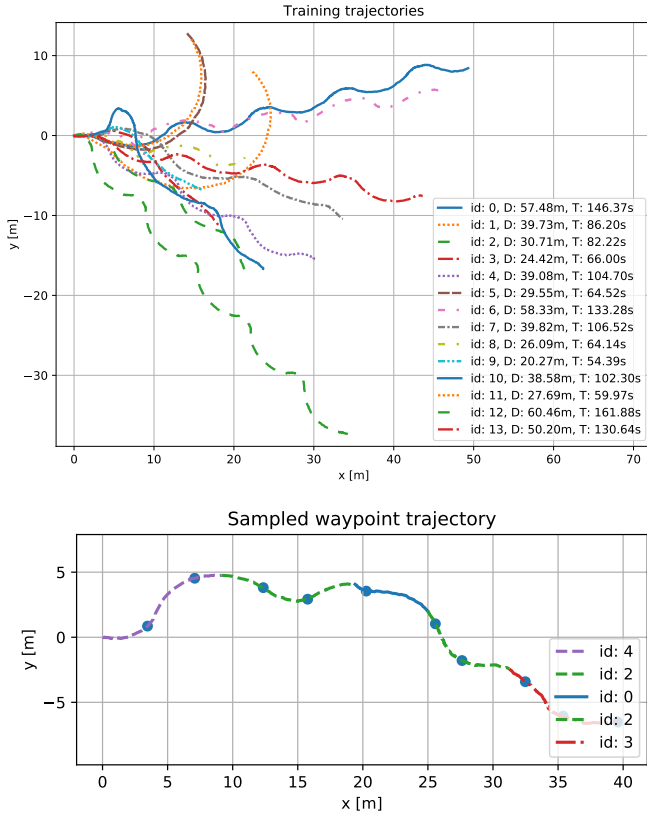 Training trajectories
10
0
−10
−20
−30
y [m]
0
10
20
30
40
50
60
70
x [m]
id: 0, D: 57.48m, T: 146.37s
id: 1, D: 39.73m, T: 86.20s
id: 2, D: 30.71m, T: 82.22s
id: 3, D: 24.42m, T: 66.00s
id: 4, D: 39.08m, T: 104.70s
id: 5, D: 29.55m, T: 64.52s
id: 6, D: 58.33m, T: 133.28s
id: 7, D: 39.82m, T: 106.52s
id: 8, D: 26.09m, T: 64.14s
id: 9, D: 20.27m, T: 54.39s
id: 10, D: 38.58m, T: 102.30s
id: 11, D: 27.69m, T: 59.97s
id: 12, D: 60.46m, T: 161.88s
id: 13, D: 50.20m, T: 130.64s
Sampled waypoint trajectory
5
0
−5
y [m]
0
5
10
15
20
25
30
35
40
x [m]
id: 4
id: 2
id: 0
id: 2
id: 3